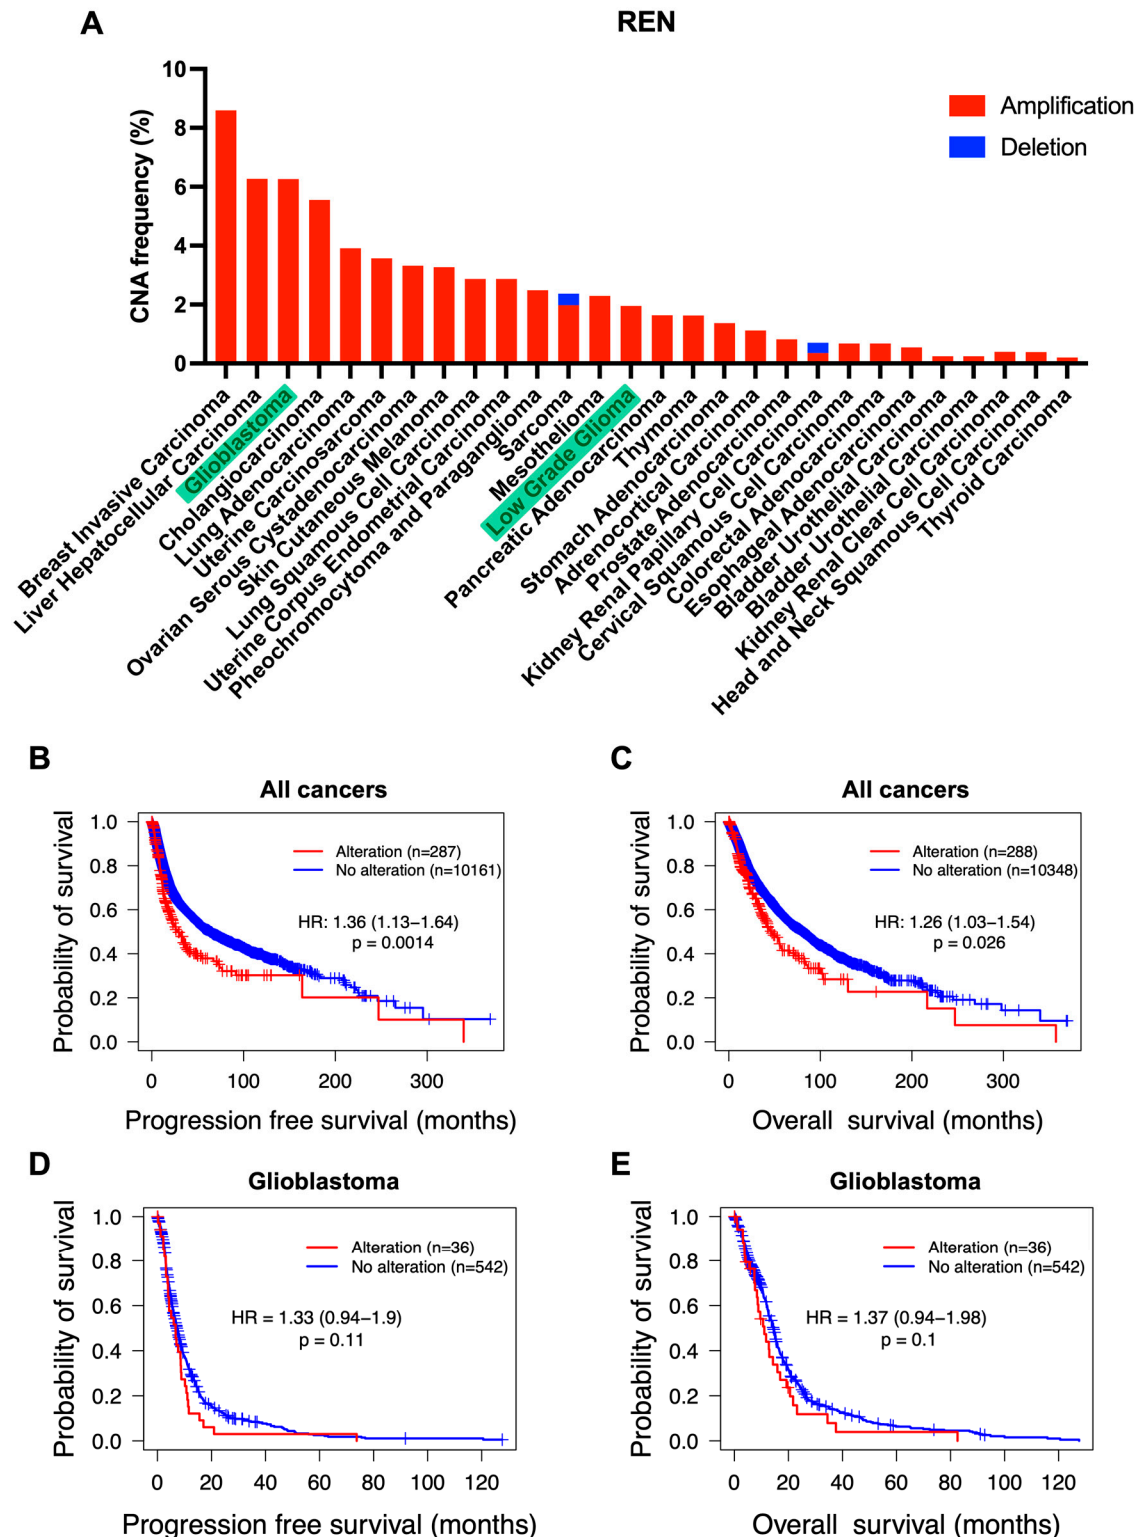 A
REN
10
8
6
4
2
0
CNA frequency (%)
Amplification
Deletion
Breast Invasive Carcinoma
Liver Hepatocellular Carcinoma
Glioblastoma
Cholangiocarcinoma
Lung Adenocarcinoma
Uterine Carcinosarcoma
Ovarian Serous Cystadenocarcinoma
Skin Cutaneous Melanoma
Lung Squamous Cell Carcinoma
Uterine Corpus Endometrial Carcinoma
Pheochromocytoma and Paraganglioma
Sarcoma
Mesothelioma
Low Grade Glioma
Pancreatic Adenocarcinoma
Thymoma
Stomach Adenocarcinoma
Adrenocortical Carcinoma
Prostate Adenocarcinoma
Kidney Renal Papillary Cell Carcinoma
Cervical Squamous Cell Carcinoma
Colorectal Adenocarcinoma
Esophageal Adenocarcinoma
Bladder Urothelial Carcinoma
Bladder Urothelial Carcinoma
Kidney Renal Clear Cell Carcinoma
Head and Neck Squamous Cell Carcinoma
Thyroid Carcinoma
B
All cancers
Probability of survival
1.0
0.8
0.6
0.4
0.2
0.0
Alteration (n=287)
No alteration (n=10161)
HR: 1.36 (1.13–1.64)
p = 0.0014
0 100 200 300
Progression free survival (months)
C
All cancers
Probability of survival
1.0
0.8
0.6
0.4
0.2
0.0
Alteration (n=288)
No alteration (n=10348)
HR: 1.26 (1.03–1.54)
p = 0.026
0 100 200 300
Overall survival (months)
D
Glioblastoma
Probability of survival
1.0
0.8
0.6
0.4
0.2
0.0
Alteration (n=36)
No alteration (n=542)
HR = 1.33 (0.94–1.9)
p = 0.11
0 20 40 60 80 100 120
Progression free survival (months)
E
Glioblastoma
Probability of survival
1.0
0.8
0.6
0.4
0.2
0.0
Alteration (n=36)
No alteration (n=542)
HR = 1.37 (0.94–1.98)
p = 0.1
0 20 40 60 80 100 120
Overall survival (months)